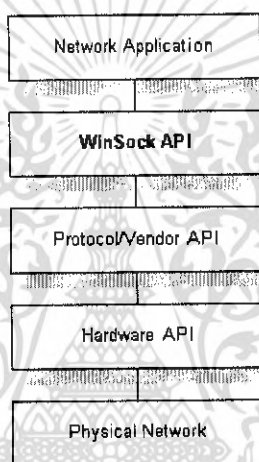 Network Application
WinSock API
Protocol/Vendor API
Hardware API
Physical Network